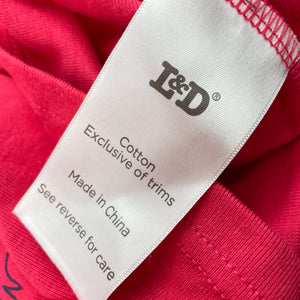 L&D®
Cotton
Exclusive of trims
Made in China
See reverse for care